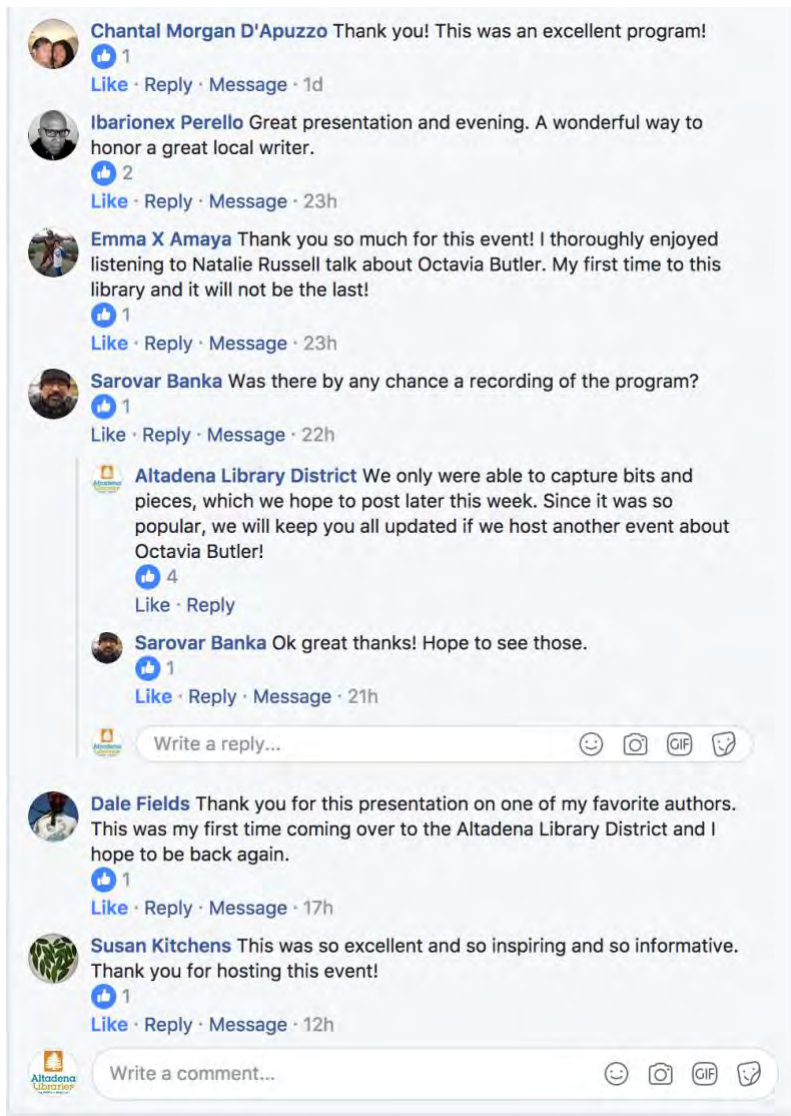 Chantal Morgan D'Apuzzo Thank you! This was an excellent program!
1
Like · Reply · Message · 1d
Ibarionex Perello Great presentation and evening. A wonderful way to
honor a great local writer.
2
Like · Reply · Message · 23h
Emma X Amaya Thank you so much for this event! I thoroughly enjoyed
listening to Natalie Russell talk about Octavia Butler. My first time to this
library and it will not be the last!
1
Like · Reply · Message · 23h
Sarovar Banka Was there by any chance a recording of the program?
1
Like · Reply · Message · 22h
Altadena Library District We only were able to capture bits and
pieces, which we hope to post later this week. Since it was so
popular, we will keep you all updated if we host another event about
Octavia Butler!
4
Like · Reply
Sarovar Banka Ok great thanks! Hope to see those.
1
Like · Reply · Message · 21h
Write a reply...
GIF
Dale Fields Thank you for this presentation on one of my favorite authors.
This was my first time coming over to the Altadena Library District and I
hope to be back again.
1
Like · Reply · Message · 17h
Susan Kitchens This was so excellent and so inspiring and so informative.
Thank you for hosting this event!
1
Like · Reply · Message · 12h
Altadena
Libraries
Write a comment...
GIF